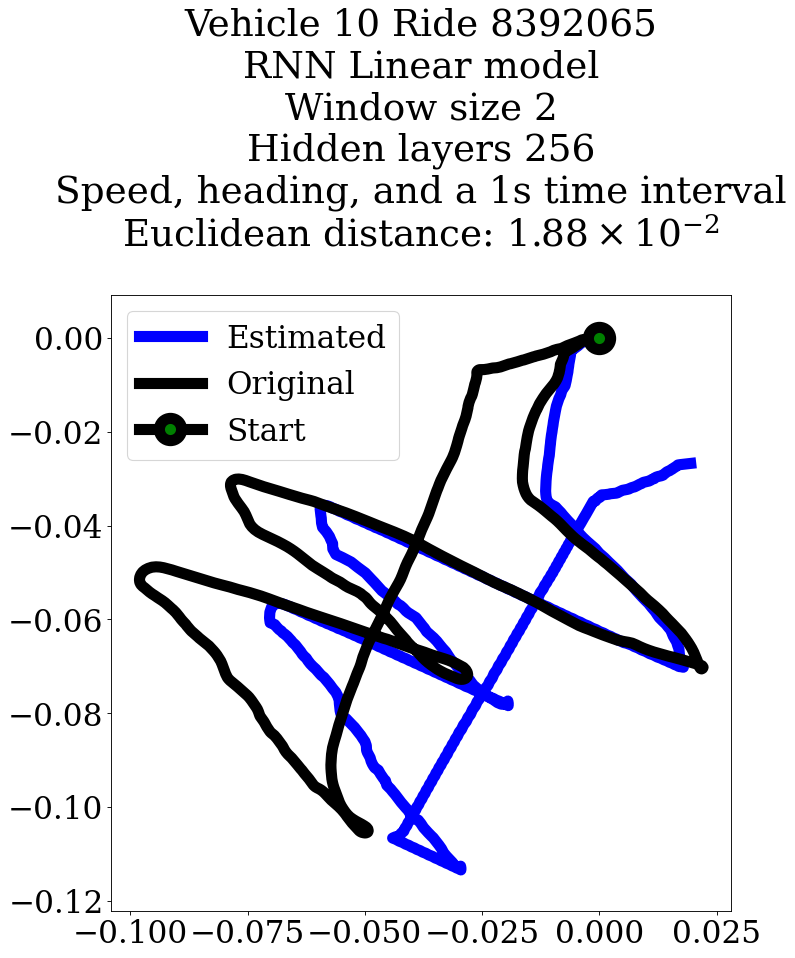 Vehicle 10 Ride 8392065
RNN Linear model
Window size 2
Hidden layers 256
Speed, heading, and a 1s time interval
Euclidean distance: 1.88 × 10⁻²
Estimated
Original
Start
0.00
−0.02
−0.04
−0.06
−0.08
−0.10
−0.12
−0.100 −0.075 −0.050 −0.025 0.000 0.025